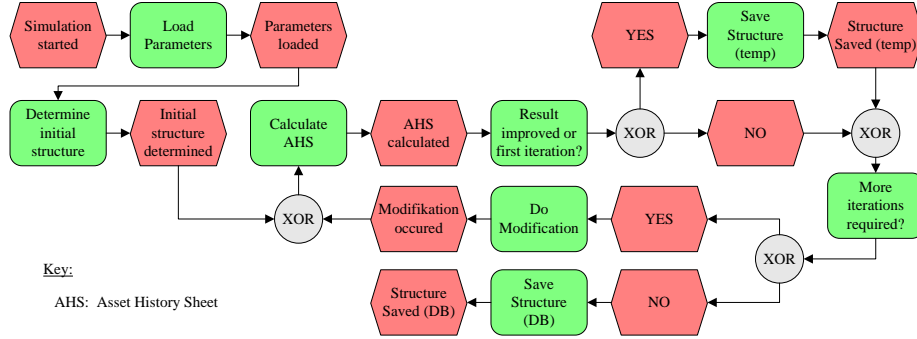 Simulation
started
Load
Parameters
Parameters
loaded
YES
Save
Structure
(temp)
Structure
Saved (temp)
Determine
initial
structure
Initial
structure
determined
Calculate
AHS
AHS
calculated
Result
improved or
first iteration?
XOR
NO
XOR
More
iterations
required?
XOR
Modifikation
occured
Do
Modification
YES
XOR
Key:
AHS: Asset History Sheet
Structure
Saved (DB)
Save
Structure
(DB)
NO